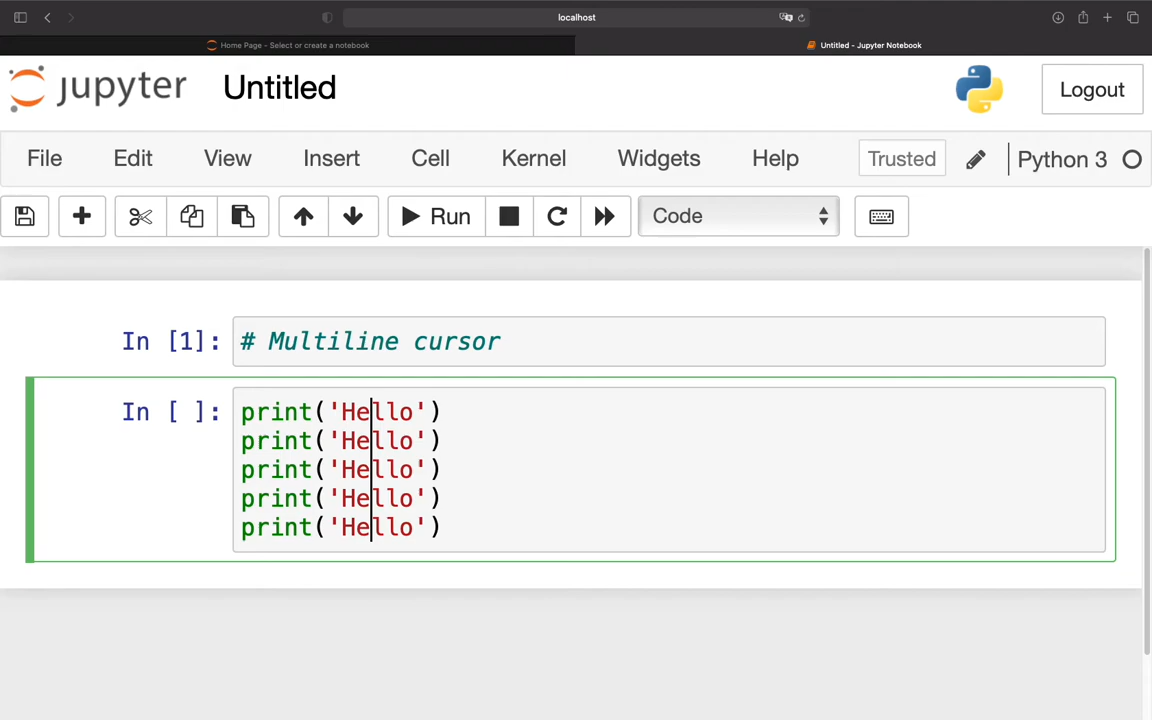 localhost
Home Page - Select or create a notebook
Untitled - Jupyter Notebook
jupyter Untitled Logout
File Edit View Insert Cell Kernel Widgets Help Trusted Python 3
Run Code
In [1]: # Multiline cursor
In [ ]: print('Hello')
print('Hello')
print('Hello')
print('Hello')
print('Hello')